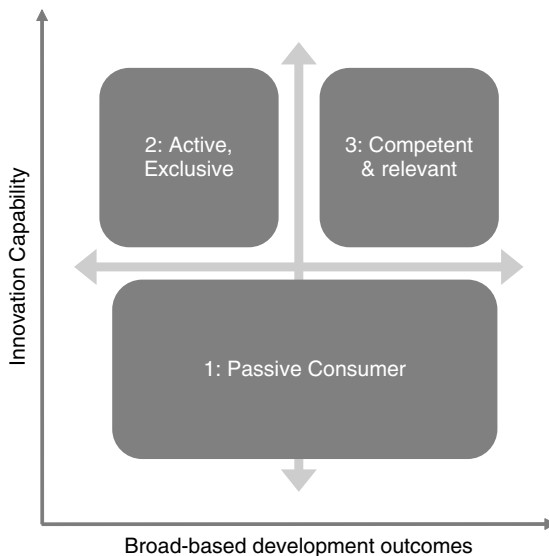 Innovation Capability
2: Active,
Exclusive
3: Competent
& relevant
1: Passive Consumer
Broad-based development outcomes